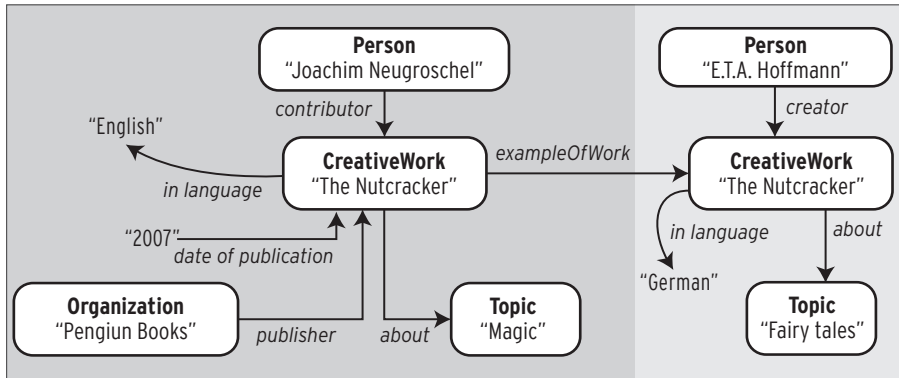 Person
“Joachim Neugroschel”
contributor
“English”
in language
CreativeWork
“The Nutcracker”
exampleOfWork
“2007”
date of publication
Organization
“Pengiun Books”
publisher
about
Topic
“Magic”
Person
“E.T.A. Hoffmann”
creator
CreativeWork
“The Nutcracker”
in language
“German”
about
Topic
“Fairy tales”